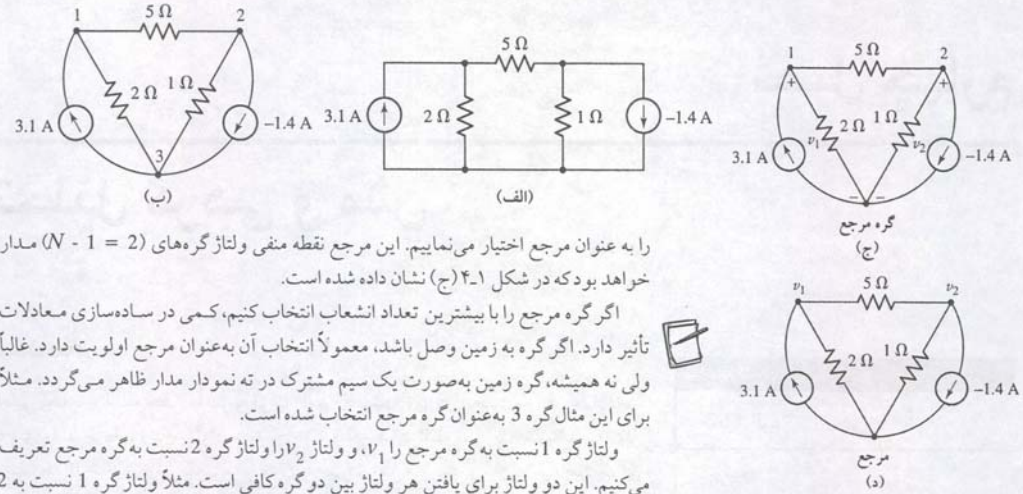 1 5 Ω 2
2 Ω 1 Ω
3.1 A -1.4 A
3
(ب)
5 Ω
3.1 A 2 Ω 1 Ω -1.4 A
(الف)
5 Ω
1 2
+ +
2 Ω 1 Ω
v₁ v₂
3.1 A -1.4 A
- -
گره مرجع
(ج)
را به عنوان مرجع اختیار می‌نماییم. این مرجع نقطه منفی ولتاژ گره‌های (N - 1 = 2) مدار
خواهد بود که در شکل ۱ـ۴ (ج) نشان داده شده است.
اگر گره مرجع را با بیشترین تعداد انشعاب انتخاب کنیم، کمی در ساده‌سازی معادلات
تأثیر دارد. اگر گره به زمین وصل باشد، معمولاً انتخاب آن به‌عنوان مرجع اولویت دارد. غالباً
ولی نه همیشه، گره زمین به‌صورت یک سیم مشترک در ته نمودار مدار ظاهر می‌گردد. مثلاً
برای این مثال گره 3 به‌عنوان گره مرجع انتخاب شده است.
ولتاژ گره 1 نسبت به گره مرجع را v₁، و ولتاژ v₂ را ولتاژ گره 2 نسبت به گره مرجع تعریف
می‌کنیم. این دو ولتاژ برای یافتن هر ولتاژ بین دو گره کافی است. مثلاً ولتاژ گره 1 نسبت به 2
v₁ 5 Ω v₂
2 Ω 1 Ω
3.1 A -1.4 A
مرجع
(د)